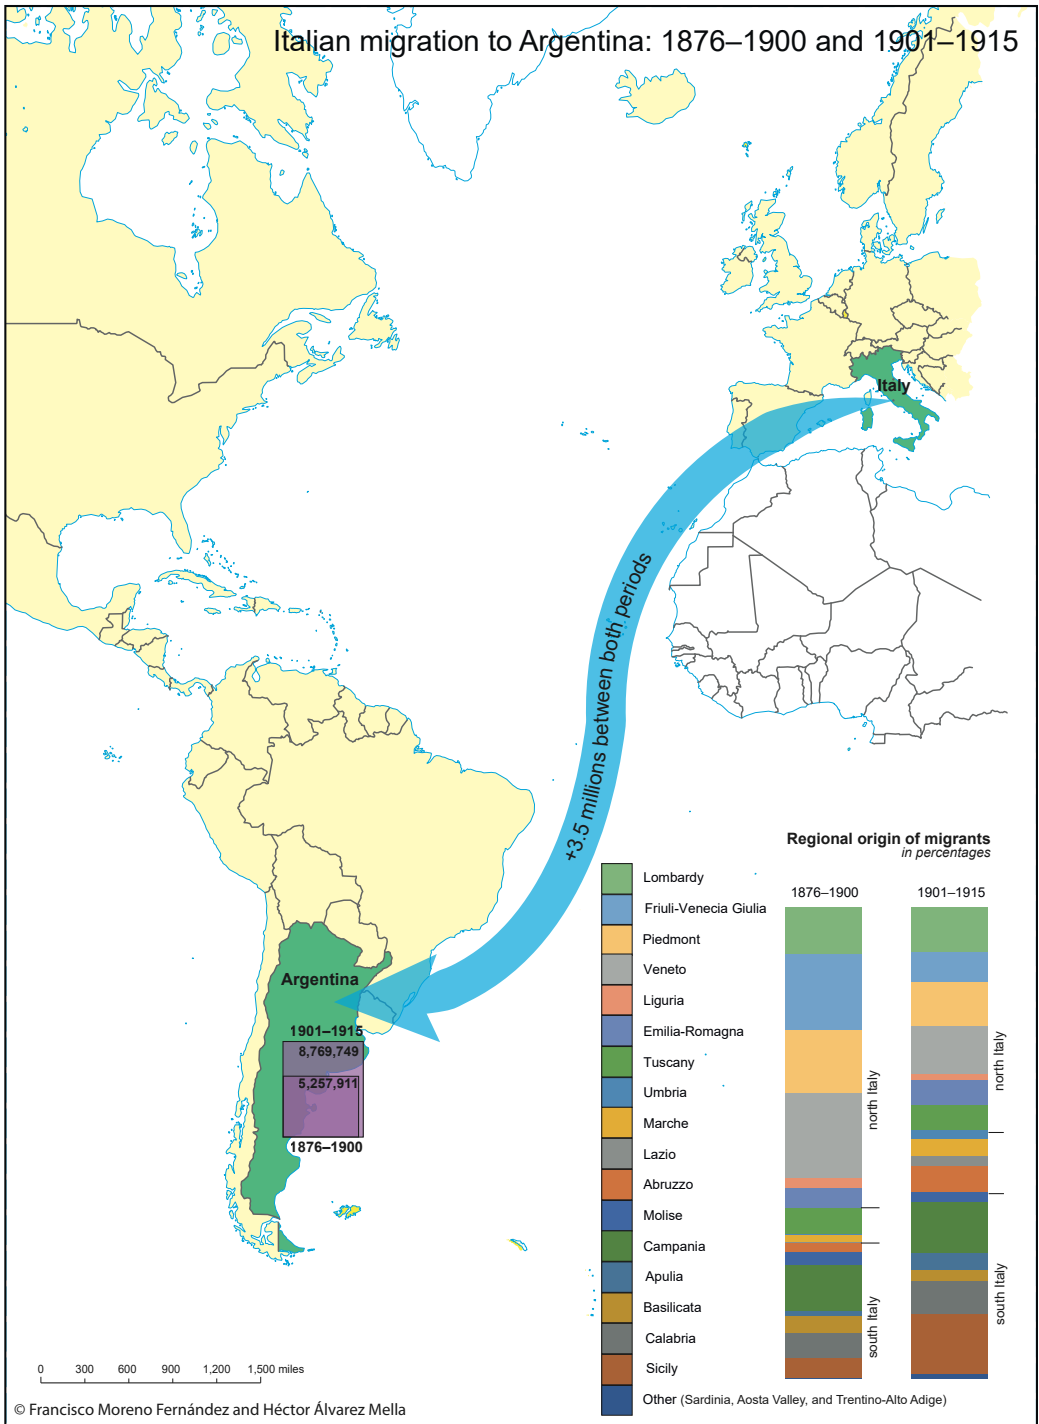 Italian migration to Argentina: 1876–1900 and 1901–1915
Italy
+3.5 millions between both periods
Argentina
1901–1915
8,769,749
5,257,911
1876–1900
Regional origin of migrants
in percentages
1876–1900
1901–1915
Lombardy
Friuli-Venecia Giulia
Piedmont
Veneto
Liguria
Emilia-Romagna
Tuscany
Umbria
Marche
Lazio
Abruzzo
Molise
Campania
Apulia
Basilicata
Calabria
Sicily
Other (Sardinia, Aosta Valley, and Trentino-Alto Adige)
north Italy
south Italy
north Italy
south Italy
0 300 600 900 1,200 1,500 miles
© Francisco Moreno Fernández and Héctor Álvarez Mella